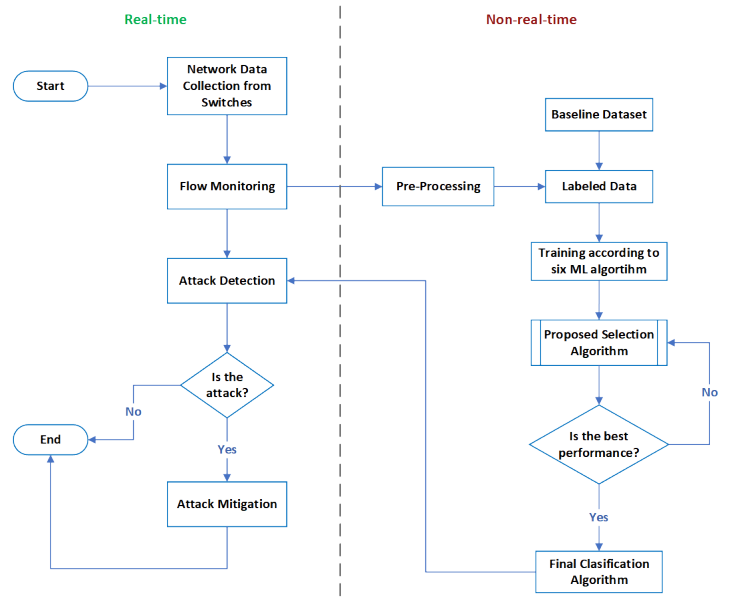 Real-time
Non-real-time
Start
Network Data
Collection from
Switches
Baseline Dataset
Flow Monitoring
Pre-Processing
Labeled Data
Training according to
six ML algortihm
Attack Detection
Proposed Selection
Algorithm
Is the
attack?
No
No
End
Is the best
performance?
Yes
Attack Mitigation
Yes
Final Clasification
Algorithm